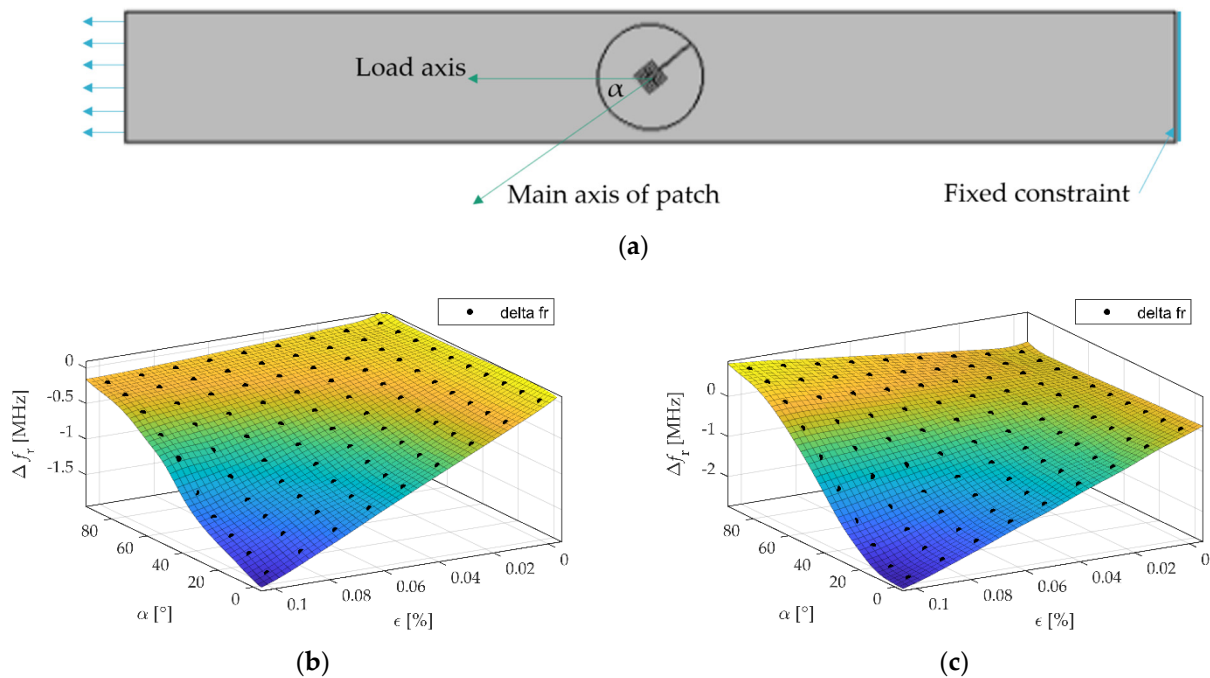 Load axis
α
Main axis of patch
Fixed constraint
(a)
delta fr
0
-0.5
-1
-1.5
Δ fr [MHz]
80
60
40
20
0
α [°]
0.1
0.08
0.06
0.04
0.02
0
ϵ [%]
(b)
delta fr
0
-1
-2
Δ fr [MHz]
80
60
40
20
0
α [°]
0.1
0.08
0.06
0.04
0.02
0
ϵ [%]
(c)